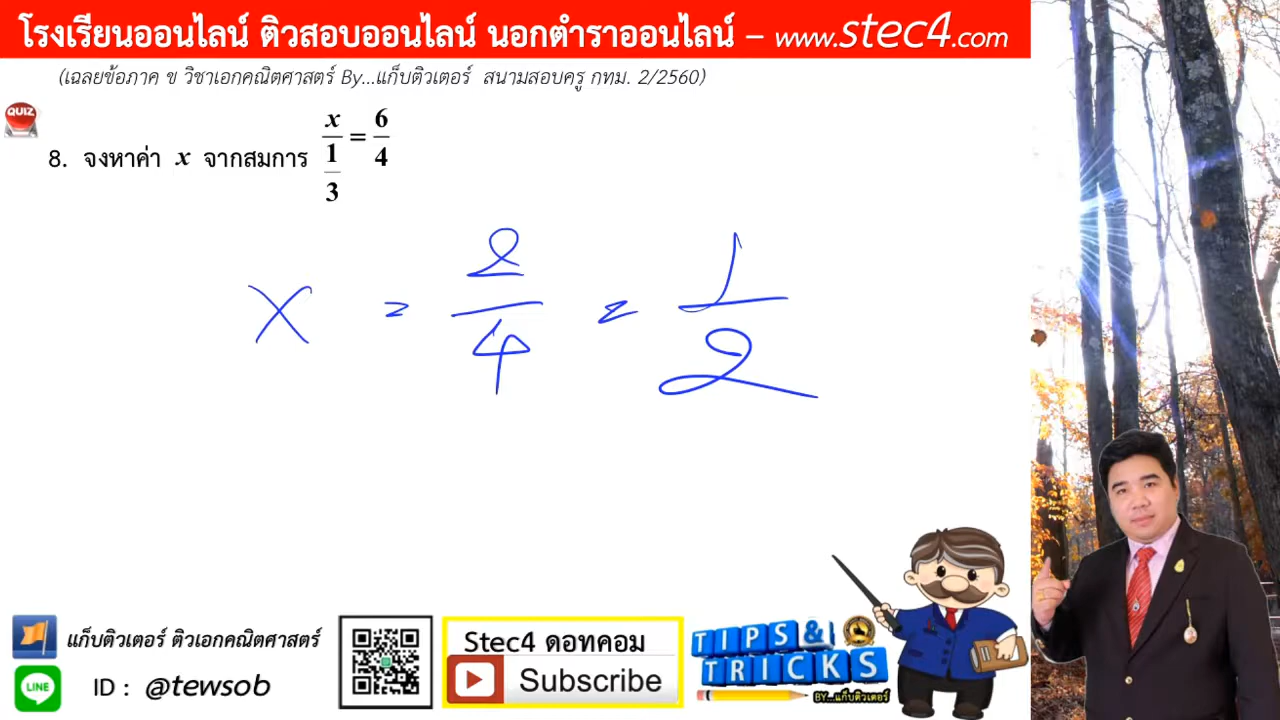 โรงเรียนออนไลน์ ติวสอบออนไลน์ นอกตำราออนไลน์ – www.stec4.com
(เฉลยข้อภาค ข วิชาเอกคณิตศาสตร์ By...แก็บติวเตอร์ สนามสอบครู กทม. 2/2560)
QUIZ
8. จงหาค่า x จากสมการ x/(1/3) = 6/4
x = 2/4 = 1/2
แก็บติวเตอร์ ติวเอกคณิตศาสตร์
LINE
ID : @tewsob
Stec4 ดอทคอม
Subscribe
TIPS &
TRICKS
BY...แก็บติวเตอร์